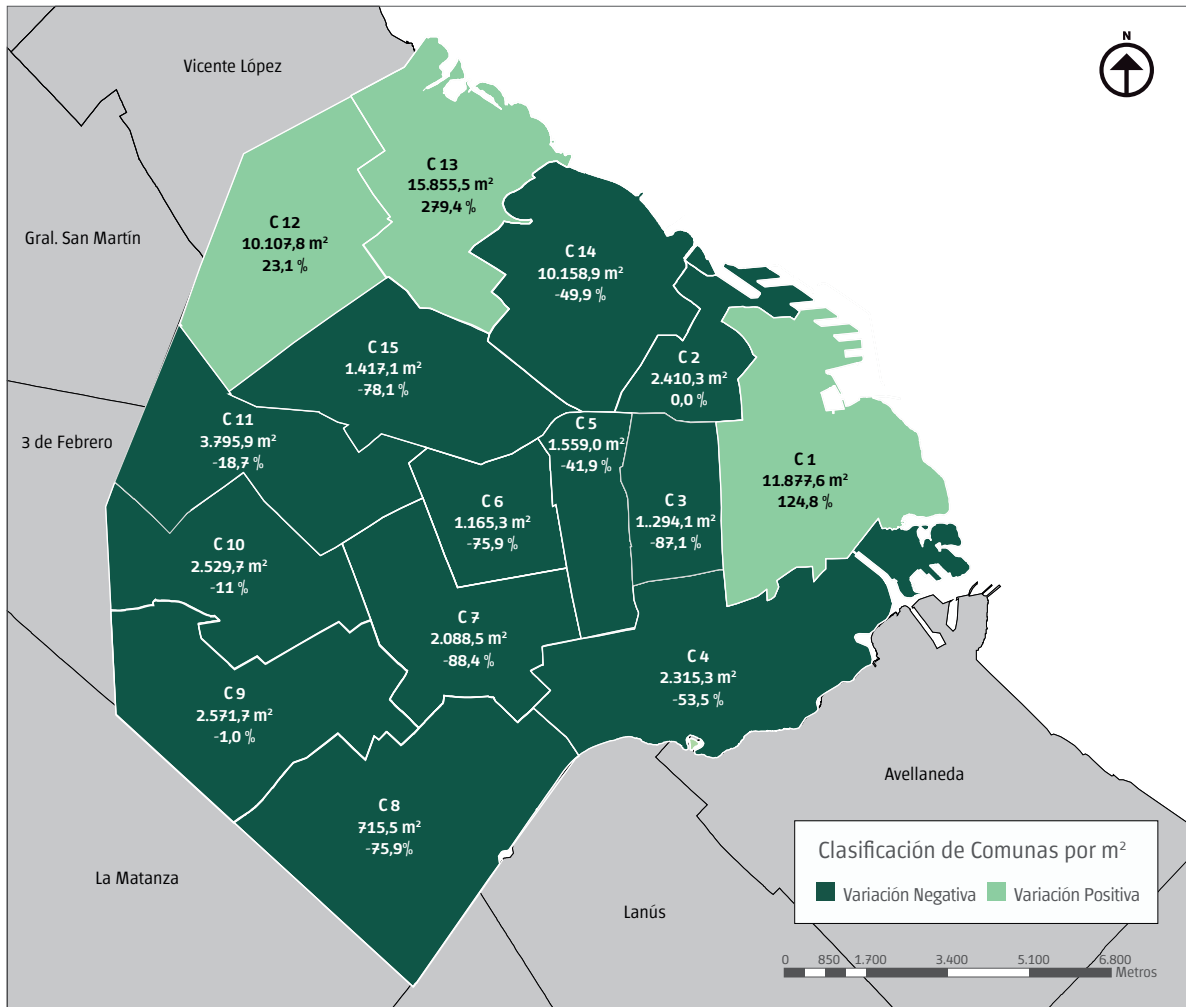 N
Vicente López
C 13
15.855,5 m²
279,4 %
C 12
10.107,8 m²
23,1 %
Gral. San Martín
C 14
10.158,9 m²
-49,9 %
C 15
1.417,1 m²
-78,1 %
C 2
2.410,3 m²
0,0 %
C 11
3.795,9 m²
-18,7 %
3 de Febrero
C 5
1.559,0 m²
-41,9 %
C 1
11.877,6 m²
124,8 %
C 6
1.165,3 m²
-75,9 %
C 3
1..294,1 m²
-87,1 %
C 10
2.529,7 m²
-11 %
C 7
2.088,5 m²
-88,4 %
C 4
2.315,3 m²
-53,5 %
C 9
2.571,7 m²
-1,0 %
Avellaneda
C 8
715,5 m²
-75,9%
La Matanza
Lanús
Clasificación de Comunas por m²
Variación Negativa Variación Positiva
0 850 1.700 3.400 5.100 6.800
Metros